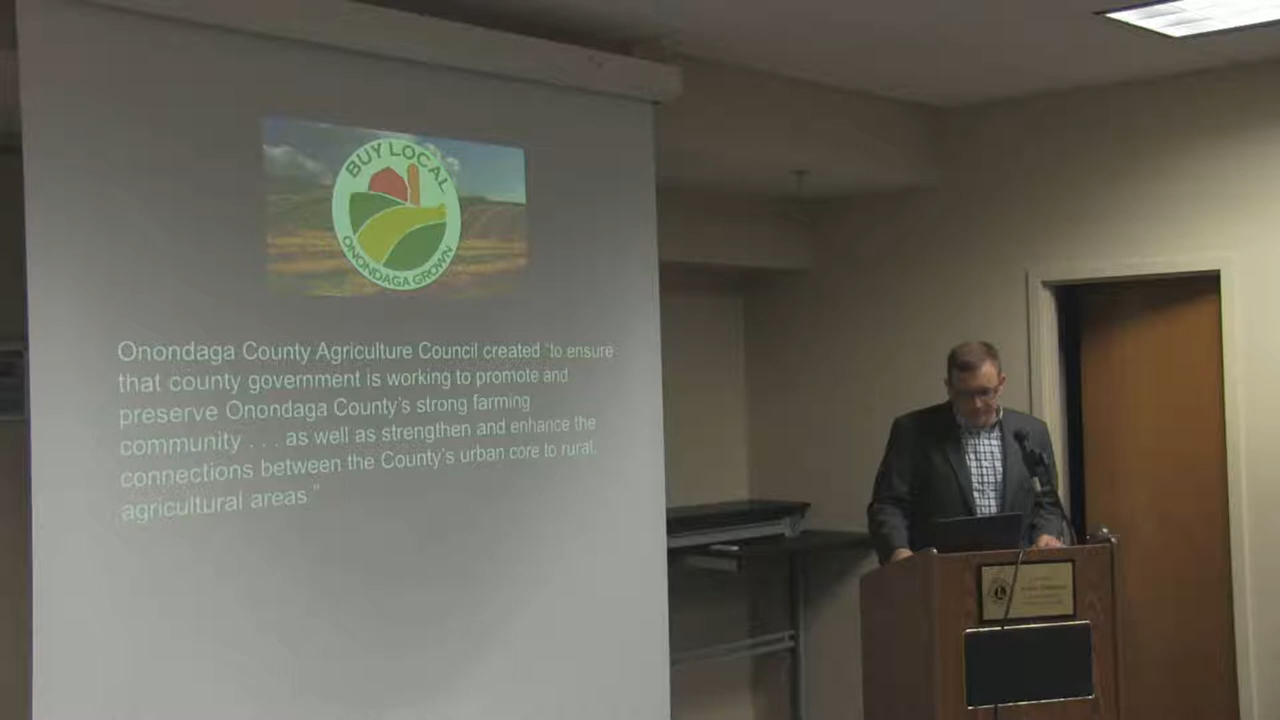 BUY LOCAL
ONONDAGA GROWN
Onondaga County Agriculture Council created “to ensure
that county government is working to promote and
preserve Onondaga County's strong farming
community . . . as well as strengthen and enhance the
connections between the County's urban core to rural,
agricultural areas ”